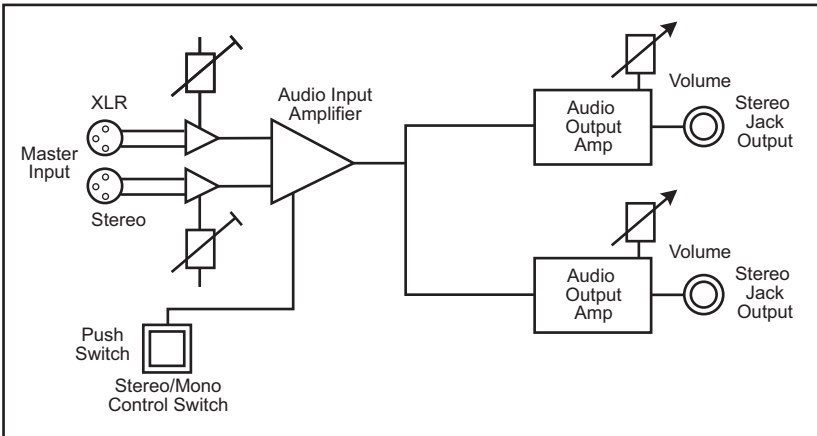 XLR
Master
Input
Stereo
Audio Input
Amplifier
Push
Switch
Stereo/Mono
Control Switch
Audio
Output
Amp
Volume
Stereo
Jack
Output
Audio
Output
Amp
Volume
Stereo
Jack
Output